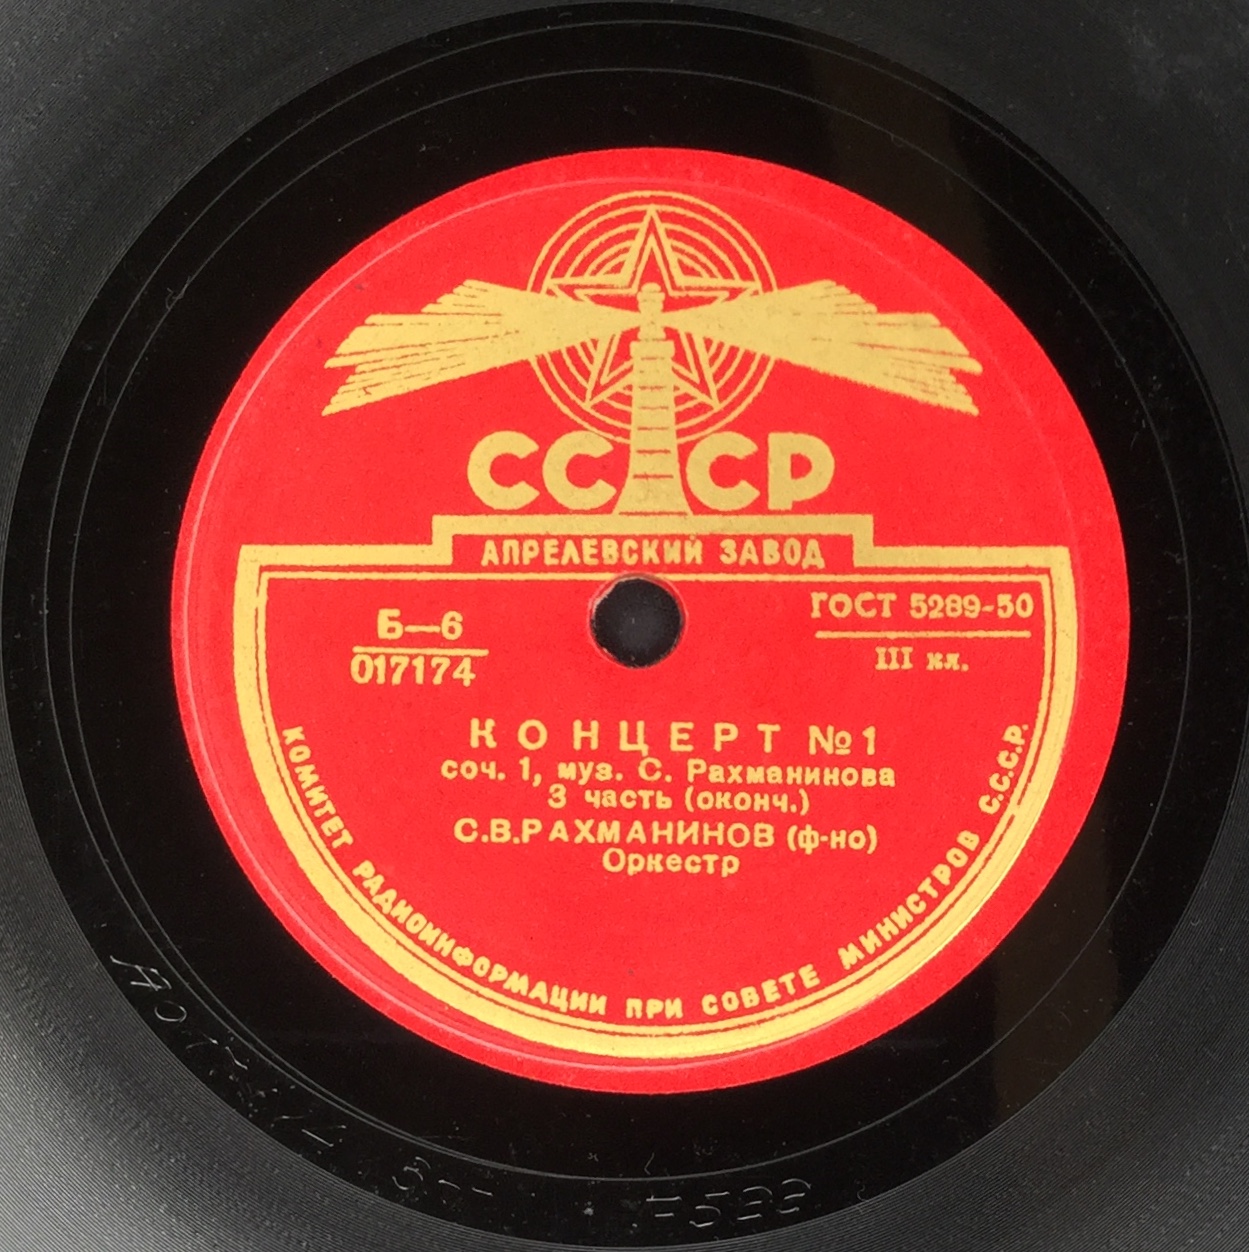 СССР
АПРЕЛЕВСКИЙ ЗАВОД
Б—6
017174
ГОСТ 5289-50
III кл.
КОНЦЕРТ №1
соч. 1, муз. С. Рахманинова
3 часть (оконч.)
С.В.РАХМАНИНОВ (ф-но)
Оркестр
КОМИТЕТ РАДИОИНФОРМАЦИИ ПРИ СОВЕТЕ МИНИСТРОВ С.С.С.Р.